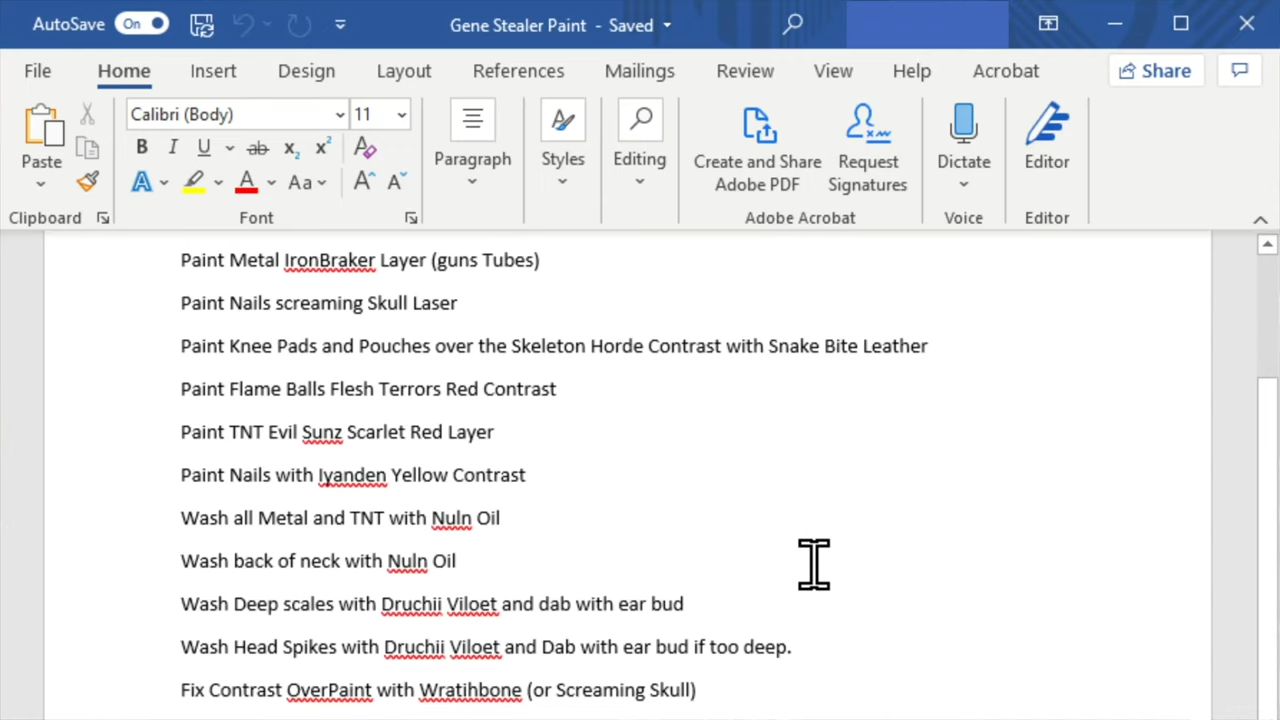 AutoSave On Gene Stealer Paint - Saved
File Home Insert Design Layout References Mailings Review View Help Acrobat Share
Calibri (Body) 11
Paste B I U ab x₂ x² A A Aa A A Paragraph Styles Editing Create and Share Adobe PDF Request Signatures Dictate Editor
Clipboard Font Adobe Acrobat Voice Editor
Paint Metal IronBraker Layer (guns Tubes)
Paint Nails screaming Skull Laser
Paint Knee Pads and Pouches over the Skeleton Horde Contrast with Snake Bite Leather
Paint Flame Balls Flesh Terrors Red Contrast
Paint TNT Evil Sunz Scarlet Red Layer
Paint Nails with Iyanden Yellow Contrast
Wash all Metal and TNT with Nuln Oil
Wash back of neck with Nuln Oil
Wash Deep scales with Druchii Viloet and dab with ear bud
Wash Head Spikes with Druchii Viloet and Dab with ear bud if too deep.
Fix Contrast OverPaint with Wratihbone (or Screaming Skull)